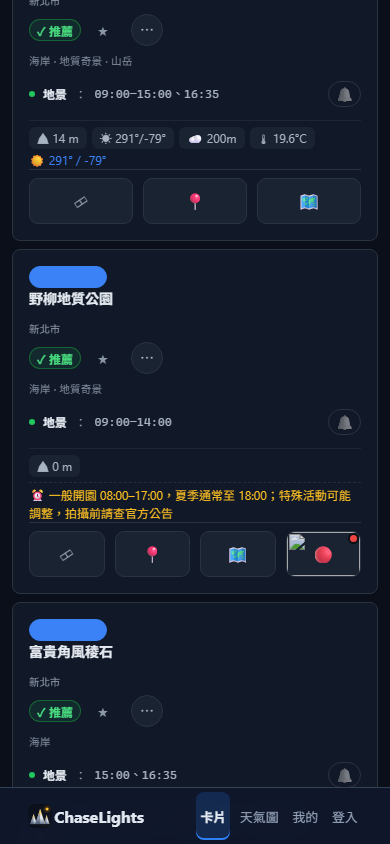 新北市
✓ 推薦 ★ ⋯
海岸 · 地質奇景 · 山岳
地景 : 09:00–15:00、16:35
14 m 291°/-79° 200m 19.6°C
291° / -79°
野柳地質公園
新北市
✓ 推薦 ★ ⋯
海岸 · 地質奇景
地景 : 09:00–14:00
0 m
一般開園 08:00–17:00，夏季通常至 18:00；特殊活動可能
調整，拍攝前請查官方公告
富貴角風稜石
新北市
✓ 推薦 ★ ⋯
海岸
地景 : 15:00、16:35
ChaseLights 卡片 天氣圖 我的 登入